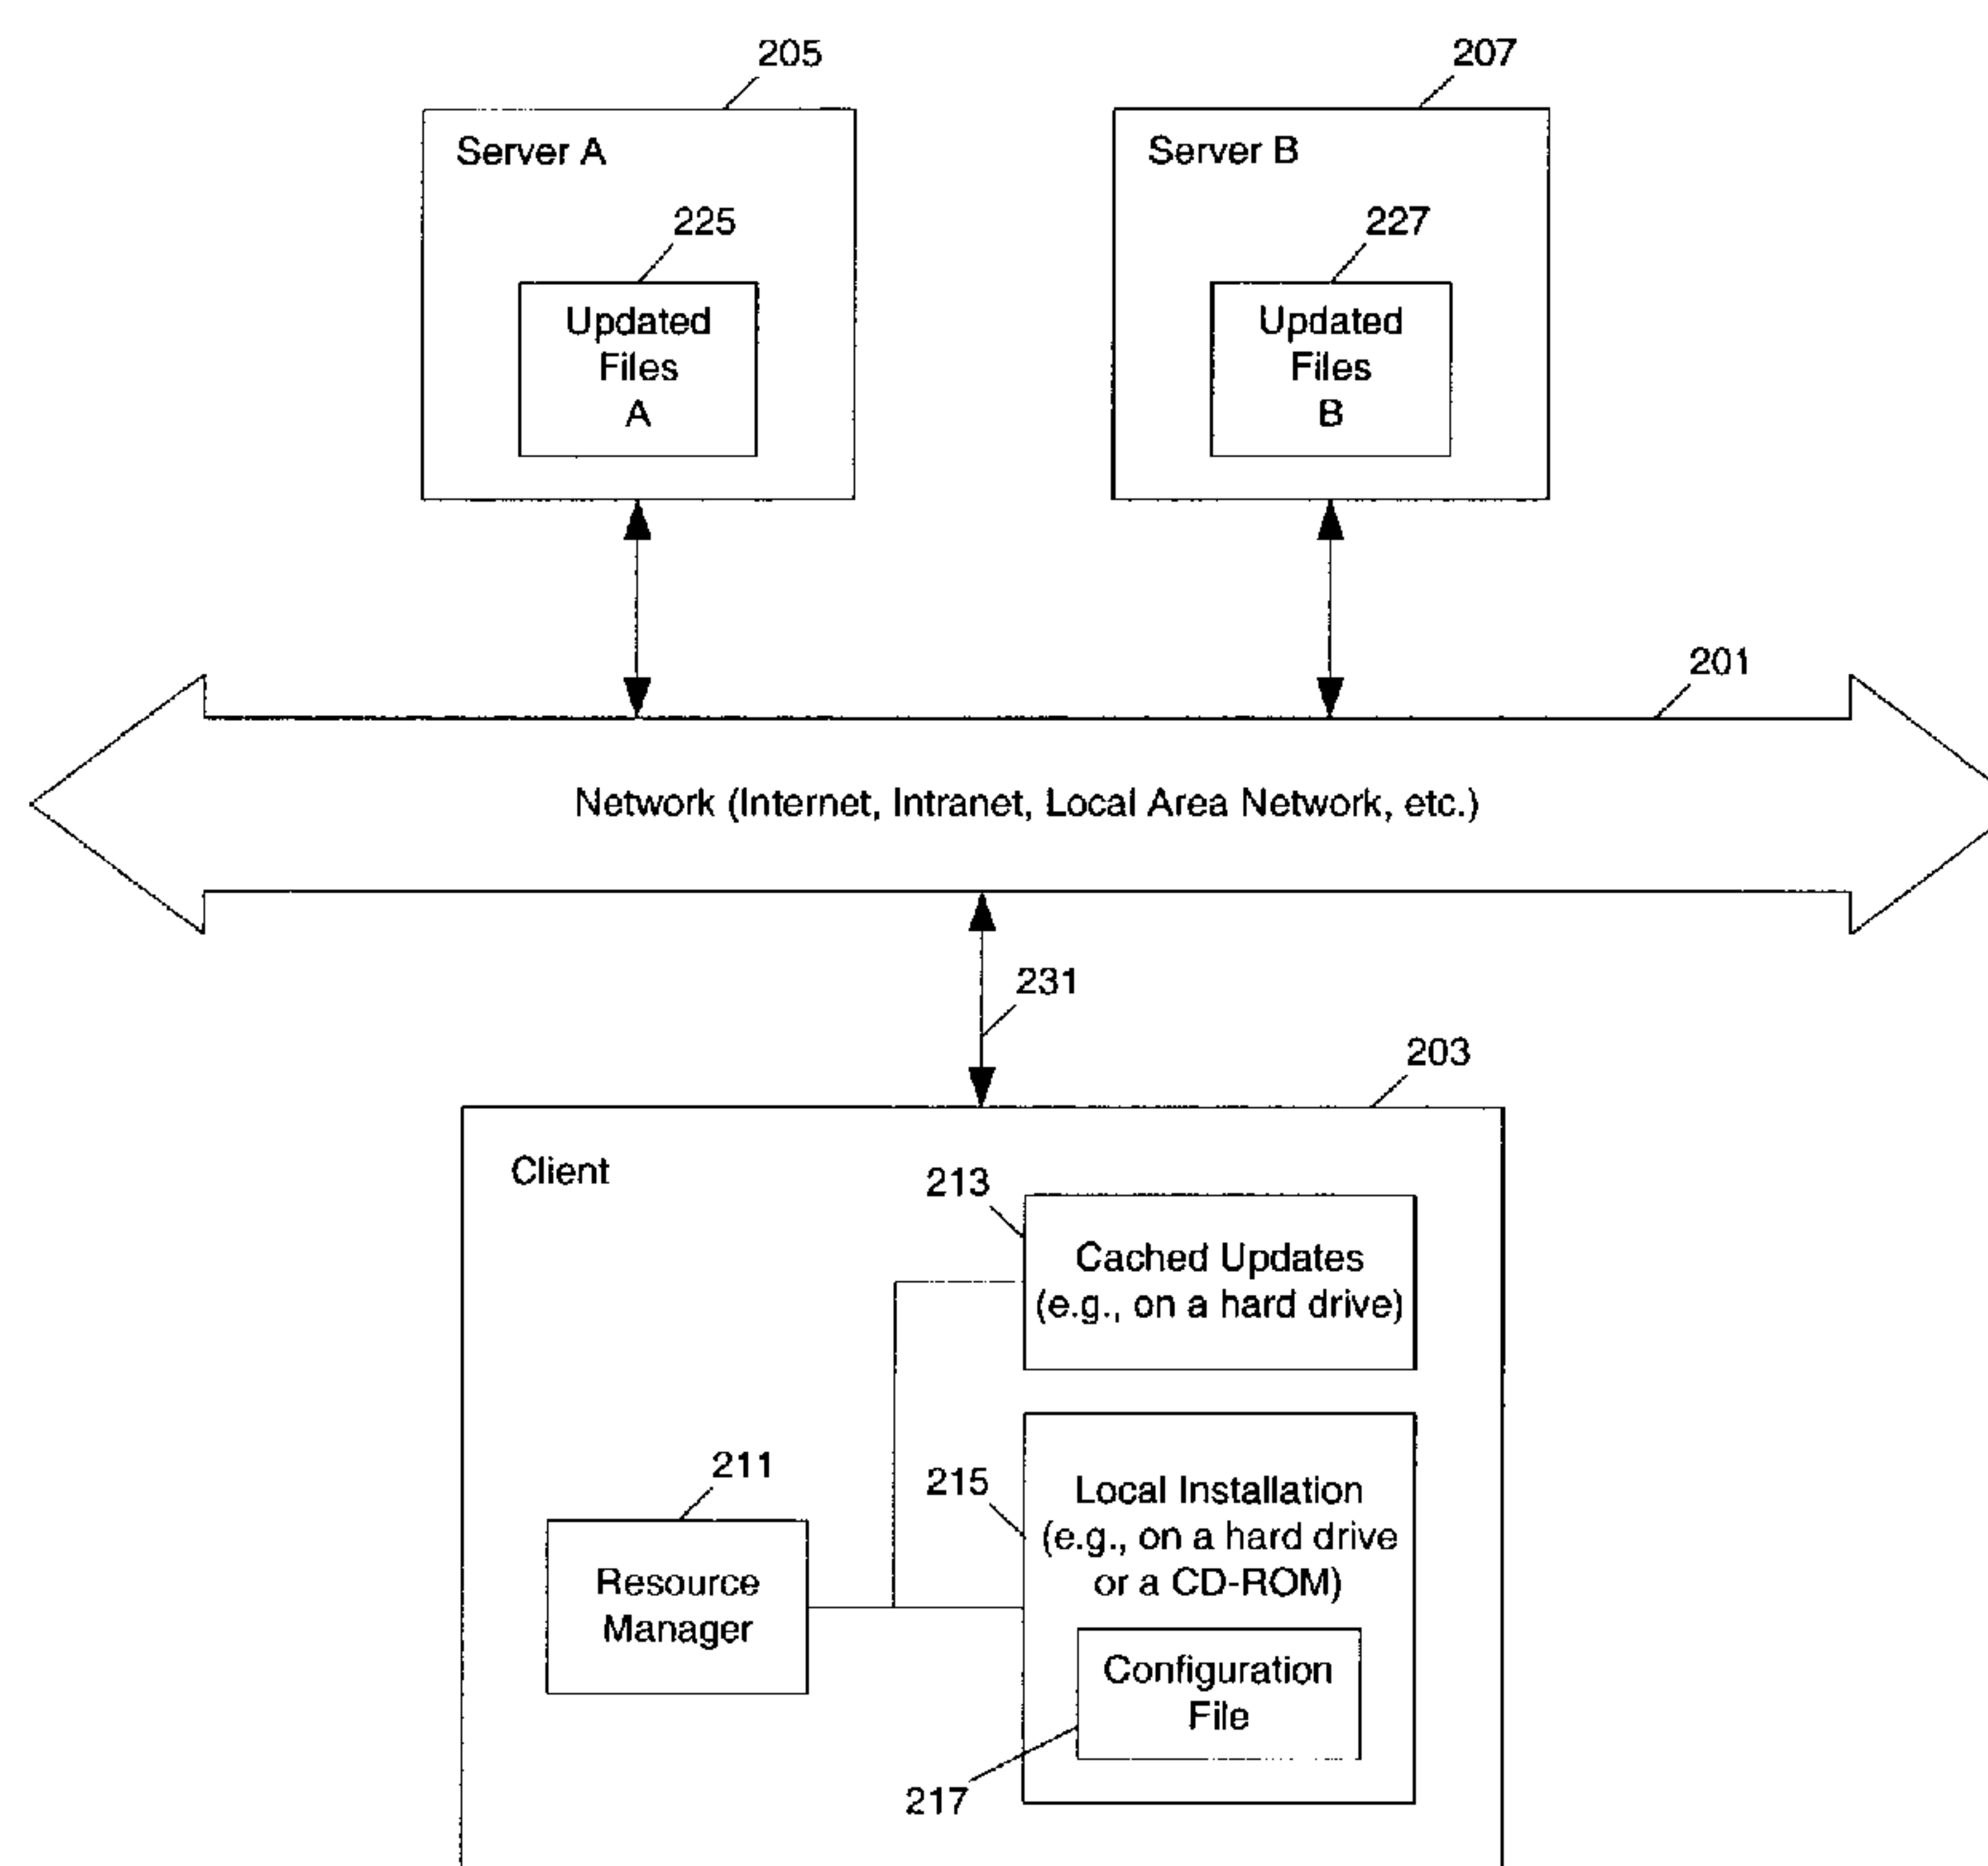 205
207
Server A
Server B
225
227
Updated
Files
A
Updated
Files
B
201
Network (Internet, Intranet, Local Area Network, etc.)
231
203
Client
213
Cached Updates
(e.g., on a hard drive)
211
215
Local Installation
(e.g., on a hard drive
or a CD-ROM)
Resource
Manager
Configuration
File
217